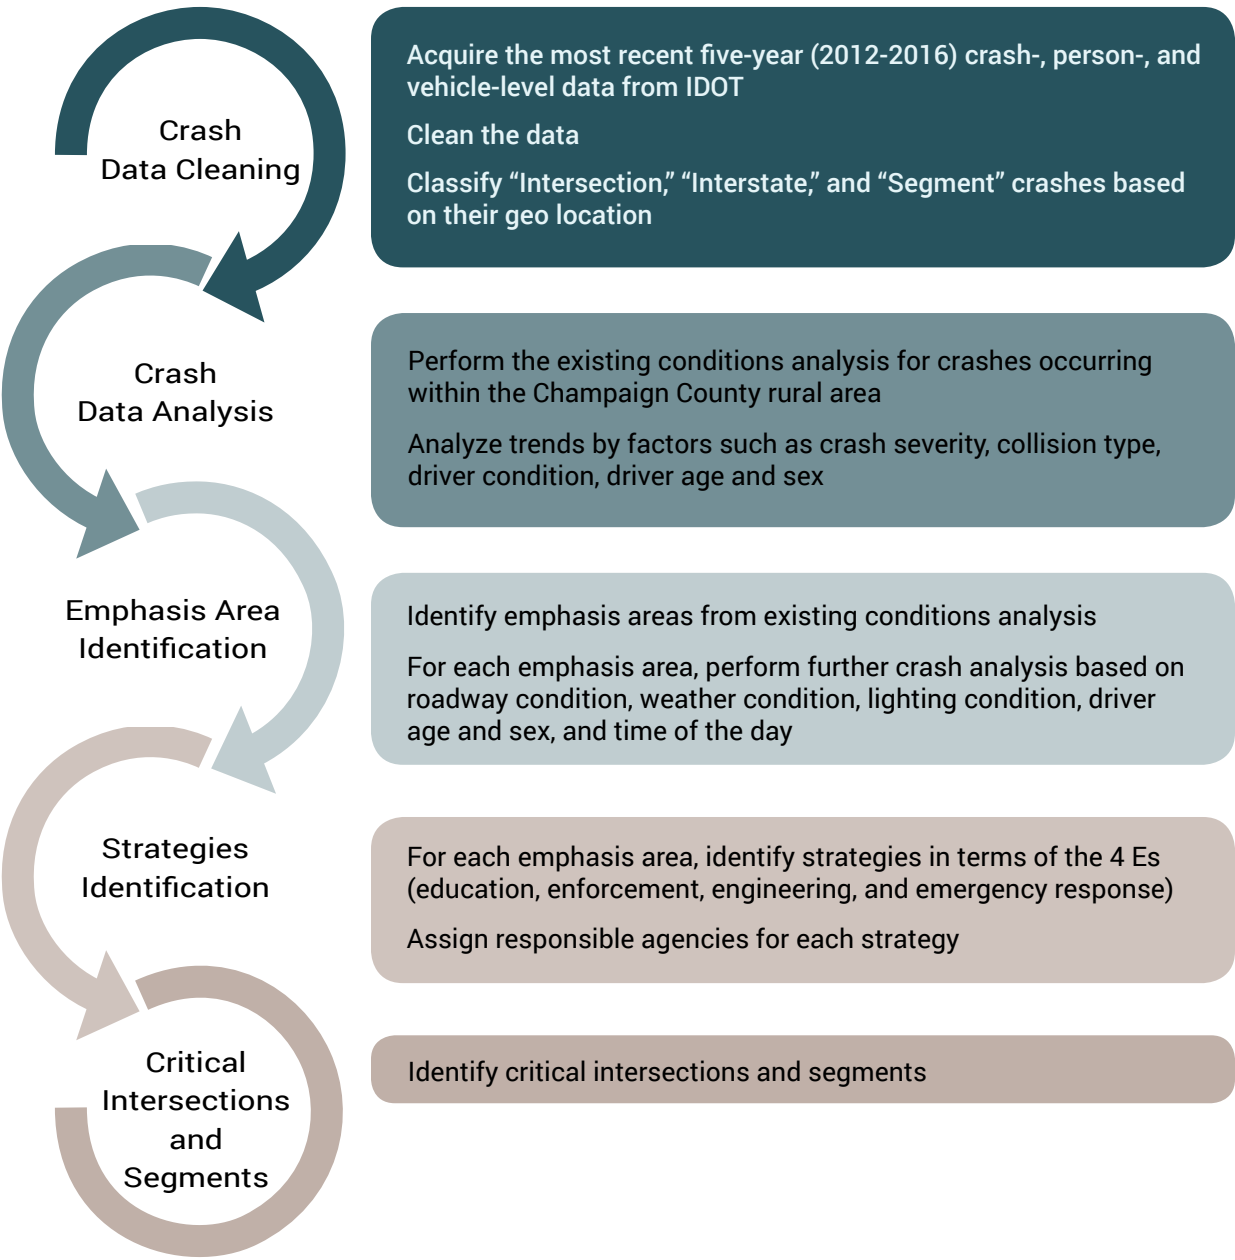 Crash
Data Cleaning
Acquire the most recent five-year (2012-2016) crash-, person-, and
vehicle-level data from IDOT
Clean the data
Classify “Intersection,” “Interstate,” and “Segment” crashes based
on their geo location
Crash
Data Analysis
Perform the existing conditions analysis for crashes occurring
within the Champaign County rural area
Analyze trends by factors such as crash severity, collision type,
driver condition, driver age and sex
Emphasis Area
Identification
Identify emphasis areas from existing conditions analysis
For each emphasis area, perform further crash analysis based on
roadway condition, weather condition, lighting condition, driver
age and sex, and time of the day
Strategies
Identification
For each emphasis area, identify strategies in terms of the 4 Es
(education, enforcement, engineering, and emergency response)
Assign responsible agencies for each strategy
Critical
Intersections
and
Segments
Identify critical intersections and segments